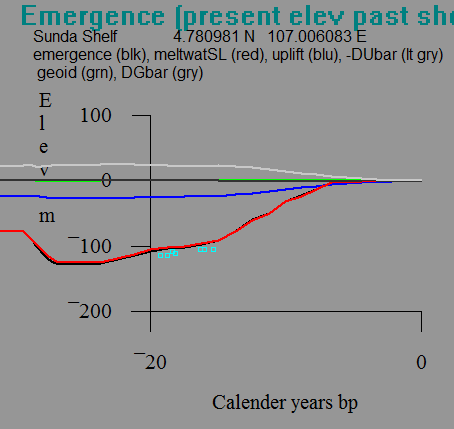 Emergence (present elev past sho
Sunda Shelf 4.780981 N 107.006083 E
emergence (blk), meltwatSL (red), uplift (blu), -DUbar (lt gry)
geoid (grn), DGbar (gry)
E
l
e
v
m
100
0
¯100
¯200
¯20
0
Calender years bp